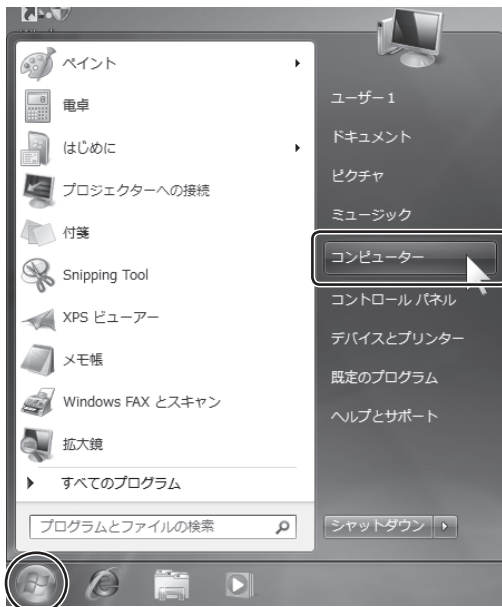 ペイント
電卓
はじめに
プロジェクターへの接続
付箋
Snipping Tool
XPS ビューアー
メモ帳
Windows FAX とスキャン
拡大鏡
すべてのプログラム
プログラムとファイルの検索
ユーザー1
ドキュメント
ピクチャ
ミュージック
コンピューター
コントロール パネル
デバイスとプリンター
既定のプログラム
ヘルプとサポート
シャットダウン